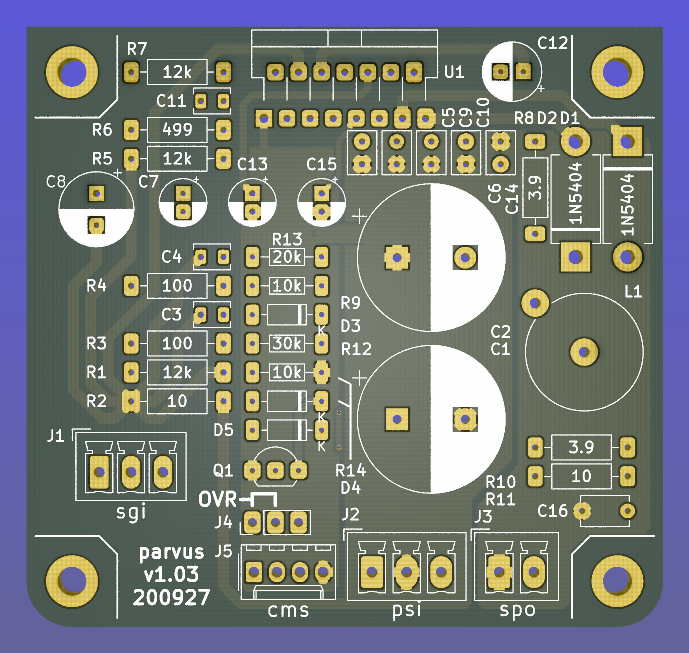 R7
12k
U1
C12
C11
R6
499
C5
C9
C10
R8
D2
D1
R5
12k
C8
C7
C13
C15
C6
C14
3.9
1N5404
1N5404
R13
20k
C4
R4
100
10k
R9
L1
C3
K
D3
R3
100
30k
R12
C2
C1
R1
12k
10k
R2
10
K
D5
K
J1
3.9
Q1
R14
D4
R10
10
R11
sgi
OVR
J4
J2
J3
C16
J5
parvus
v1.03
200927
cms
psi
spo